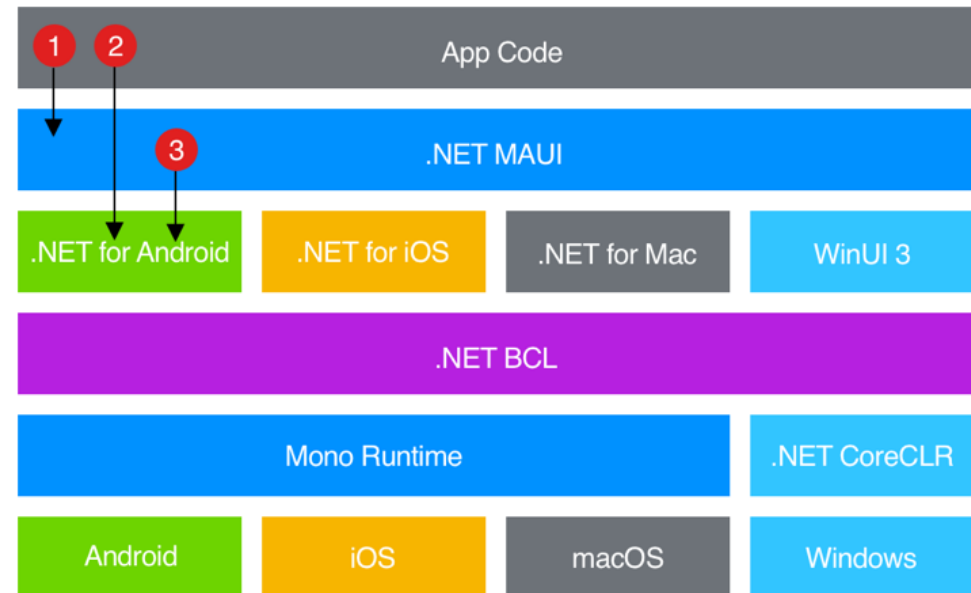 1 2
App Code
3
.NET MAUI
.NET for Android .NET for iOS .NET for Mac WinUI 3
.NET BCL
Mono Runtime .NET CoreCLR
Android iOS macOS Windows